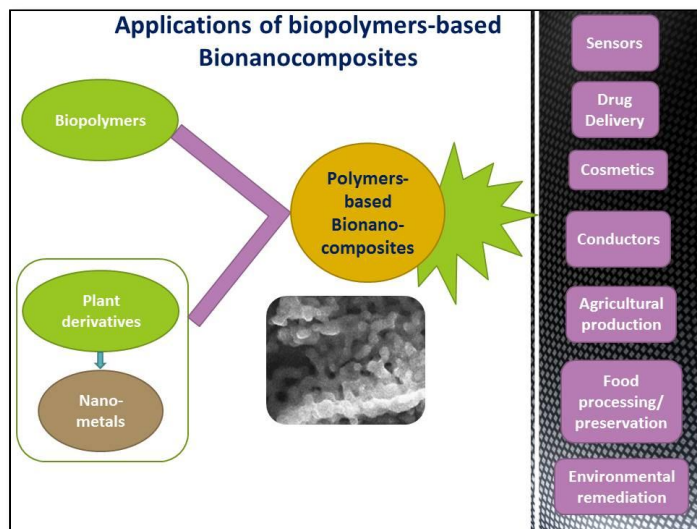 Applications of biopolymers-based
Bionanocomposites
Biopolymers
Plant
derivatives
Nano-
metals
Polymers-
based
Bionano-
composites
Sensors
Drug
Delivery
Cosmetics
Conductors
Agricultural
production
Food
processing/
preservation
Environmental
remediation